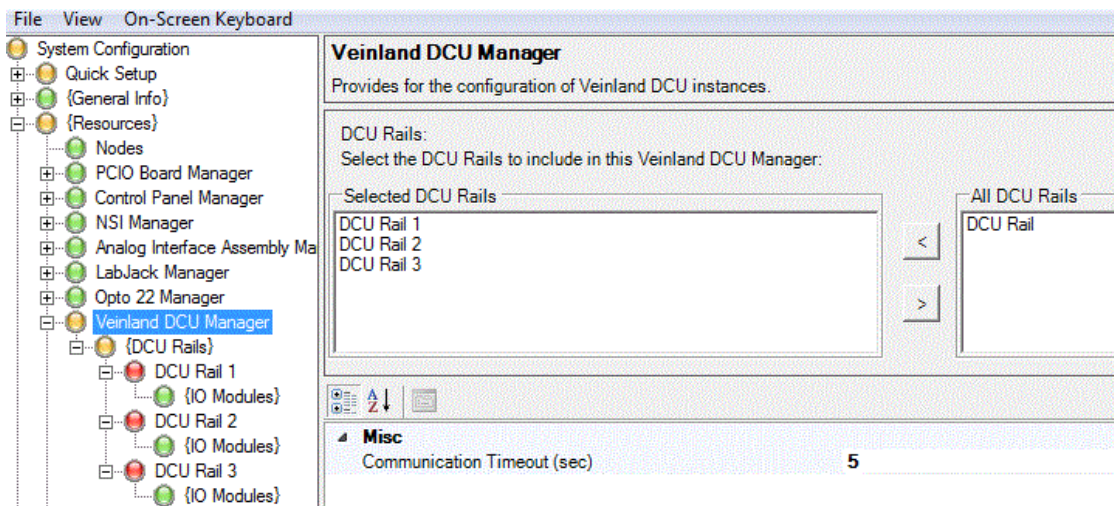 File View On-Screen Keyboard
System Configuration
Quick Setup
{General Info}
{Resources}
Nodes
PCIO Board Manager
Control Panel Manager
NSI Manager
Analog Interface Assembly Ma
LabJack Manager
Opto 22 Manager
Veinland DCU Manager
{DCU Rails}
DCU Rail 1
{IO Modules}
DCU Rail 2
{IO Modules}
DCU Rail 3
{IO Modules}
Veinland DCU Manager
Provides for the configuration of Veinland DCU instances.
DCU Rails:
Select the DCU Rails to include in this Veinland DCU Manager:
Selected DCU Rails
DCU Rail 1
DCU Rail 2
DCU Rail 3
<
>
All DCU Rails
DCU Rail
A
Z
Misc
Communication Timeout (sec) 5